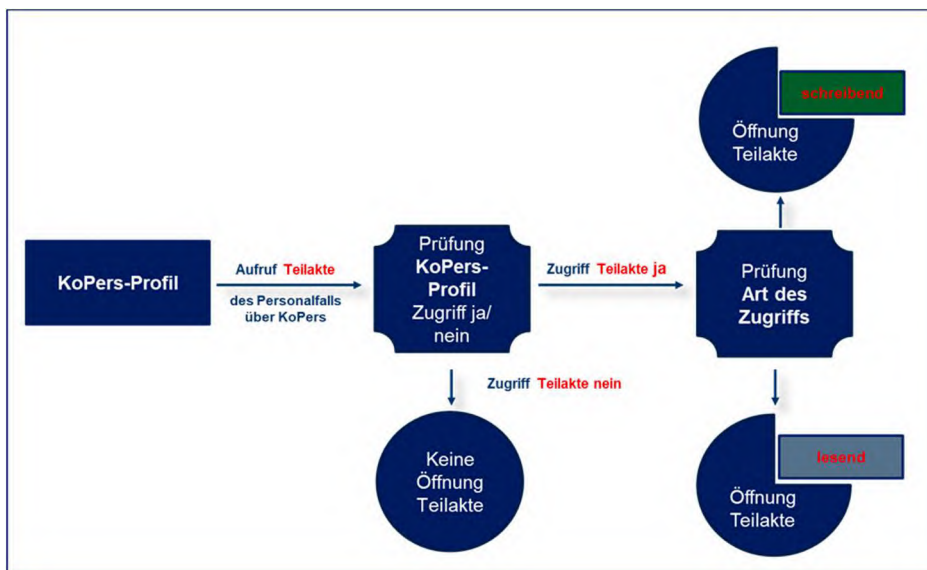 schreibend
Öffnung
Teilakte
KoPers-Profil
Aufruf Teilakte
des Personalfalls
über KoPers
Prüfung
KoPers-
Profil
Zugriff ja/
nein
Zugriff Teilakte ja
Prüfung
Art des
Zugriffs
Zugriff Teilakte nein
Keine
Öffnung
Teilakte
lesend
Öffnung
Teilakte